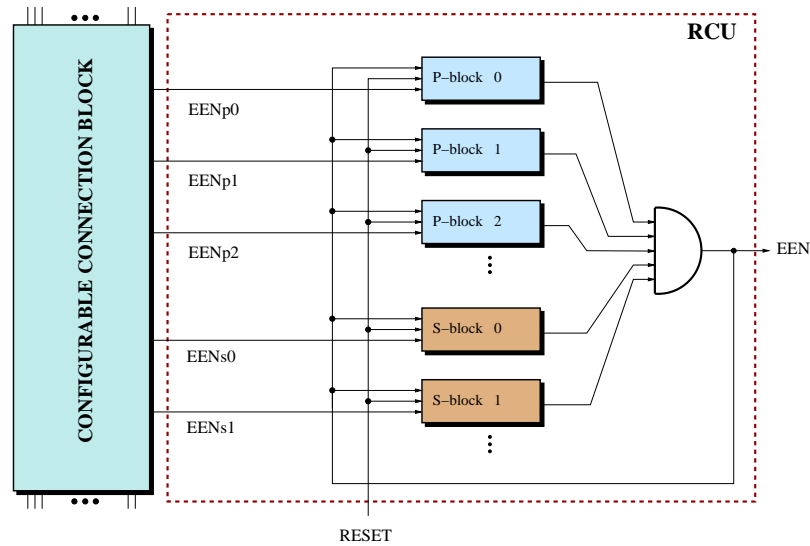 RCU
CONFIGURABLE CONNECTION BLOCK
P-block 0
EENp0
P-block 1
EENp1
P-block 2
EENp2
EEN
S-block 0
EENs0
S-block 1
EENs1
RESET